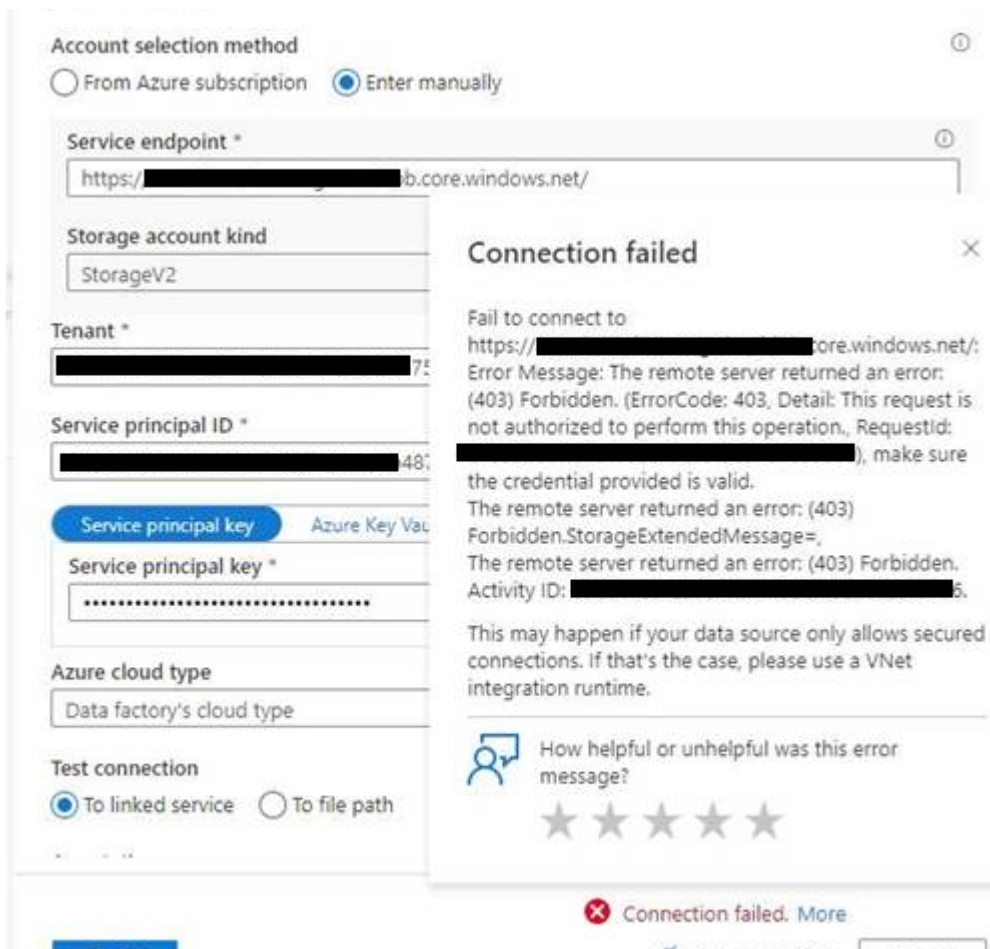 Account selection method
From Azure subscription Enter manually
Service endpoint *
https:/ b.core.windows.net/
Storage account kind
StorageV2
Tenant *
75
Service principal ID *
487
Service principal key Azure Key Vau
Service principal key *
Azure cloud type
Data factory's cloud type
Test connection
To linked service To file path
Connection failed
Fail to connect to
https:// core.windows.net/:
Error Message: The remote server returned an error:
(403) Forbidden. (ErrorCode: 403, Detail: This request is
not authorized to perform this operation., RequestId:
), make sure
the credential provided is valid.
The remote server returned an error: (403)
Forbidden.StorageExtendedMessage=,
The remote server returned an error: (403) Forbidden.
Activity ID: 6.
This may happen if your data source only allows secured
connections. If that's the case, please use a VNet
integration runtime.
How helpful or unhelpful was this error
message?
Connection failed. More